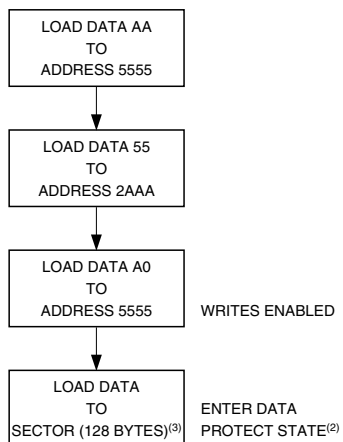 LOAD DATA AA
TO
ADDRESS 5555
LOAD DATA 55
TO
ADDRESS 2AAA
LOAD DATA A0
TO
ADDRESS 5555 WRITES ENABLED
LOAD DATA
TO ENTER DATA
SECTOR (128 BYTES)(3) PROTECT STATE(2)